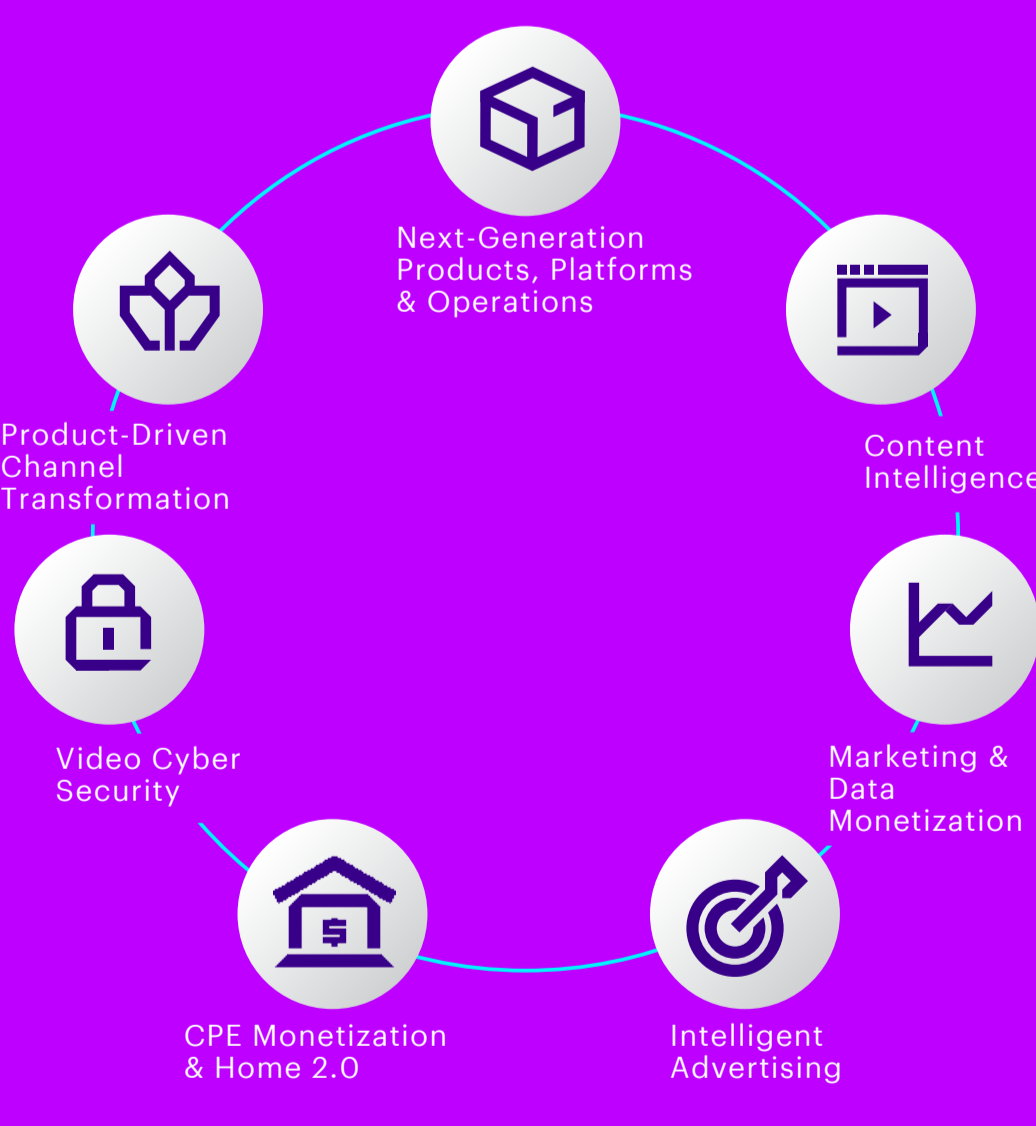 Next-Generation
Products, Platforms
& Operations
Product-Driven
Channel
Transformation
Content
Intelligence
Video Cyber
Security
Marketing &
Data
Monetization
CPE Monetization
& Home 2.0
Intelligent
Advertising